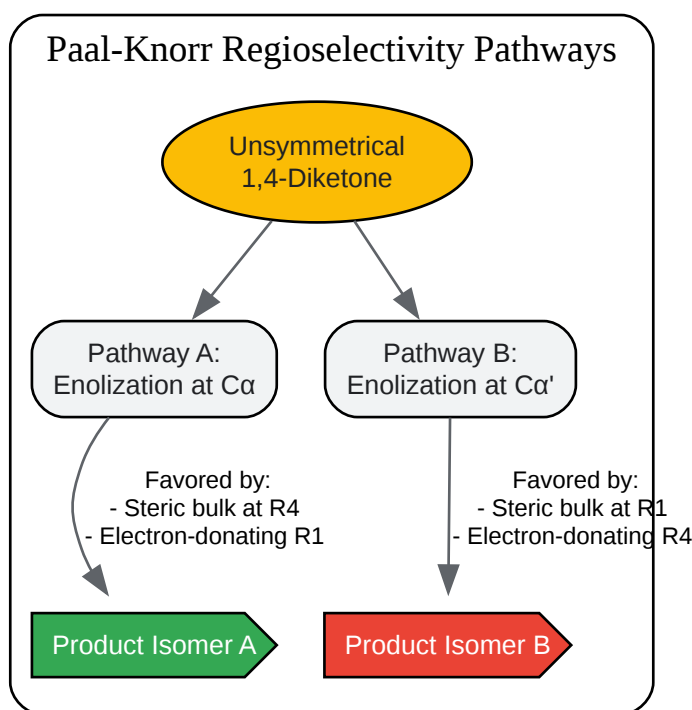 Paal-Knorr Regioselectivity Pathways
Unsymmetrical
1,4-Diketone
Pathway A:
Enolization at Cα
Pathway B:
Enolization at Cα'
Favored by:
- Steric bulk at R4
- Electron-donating R1
Favored by:
- Steric bulk at R1
- Electron-donating R4
Product Isomer A
Product Isomer B